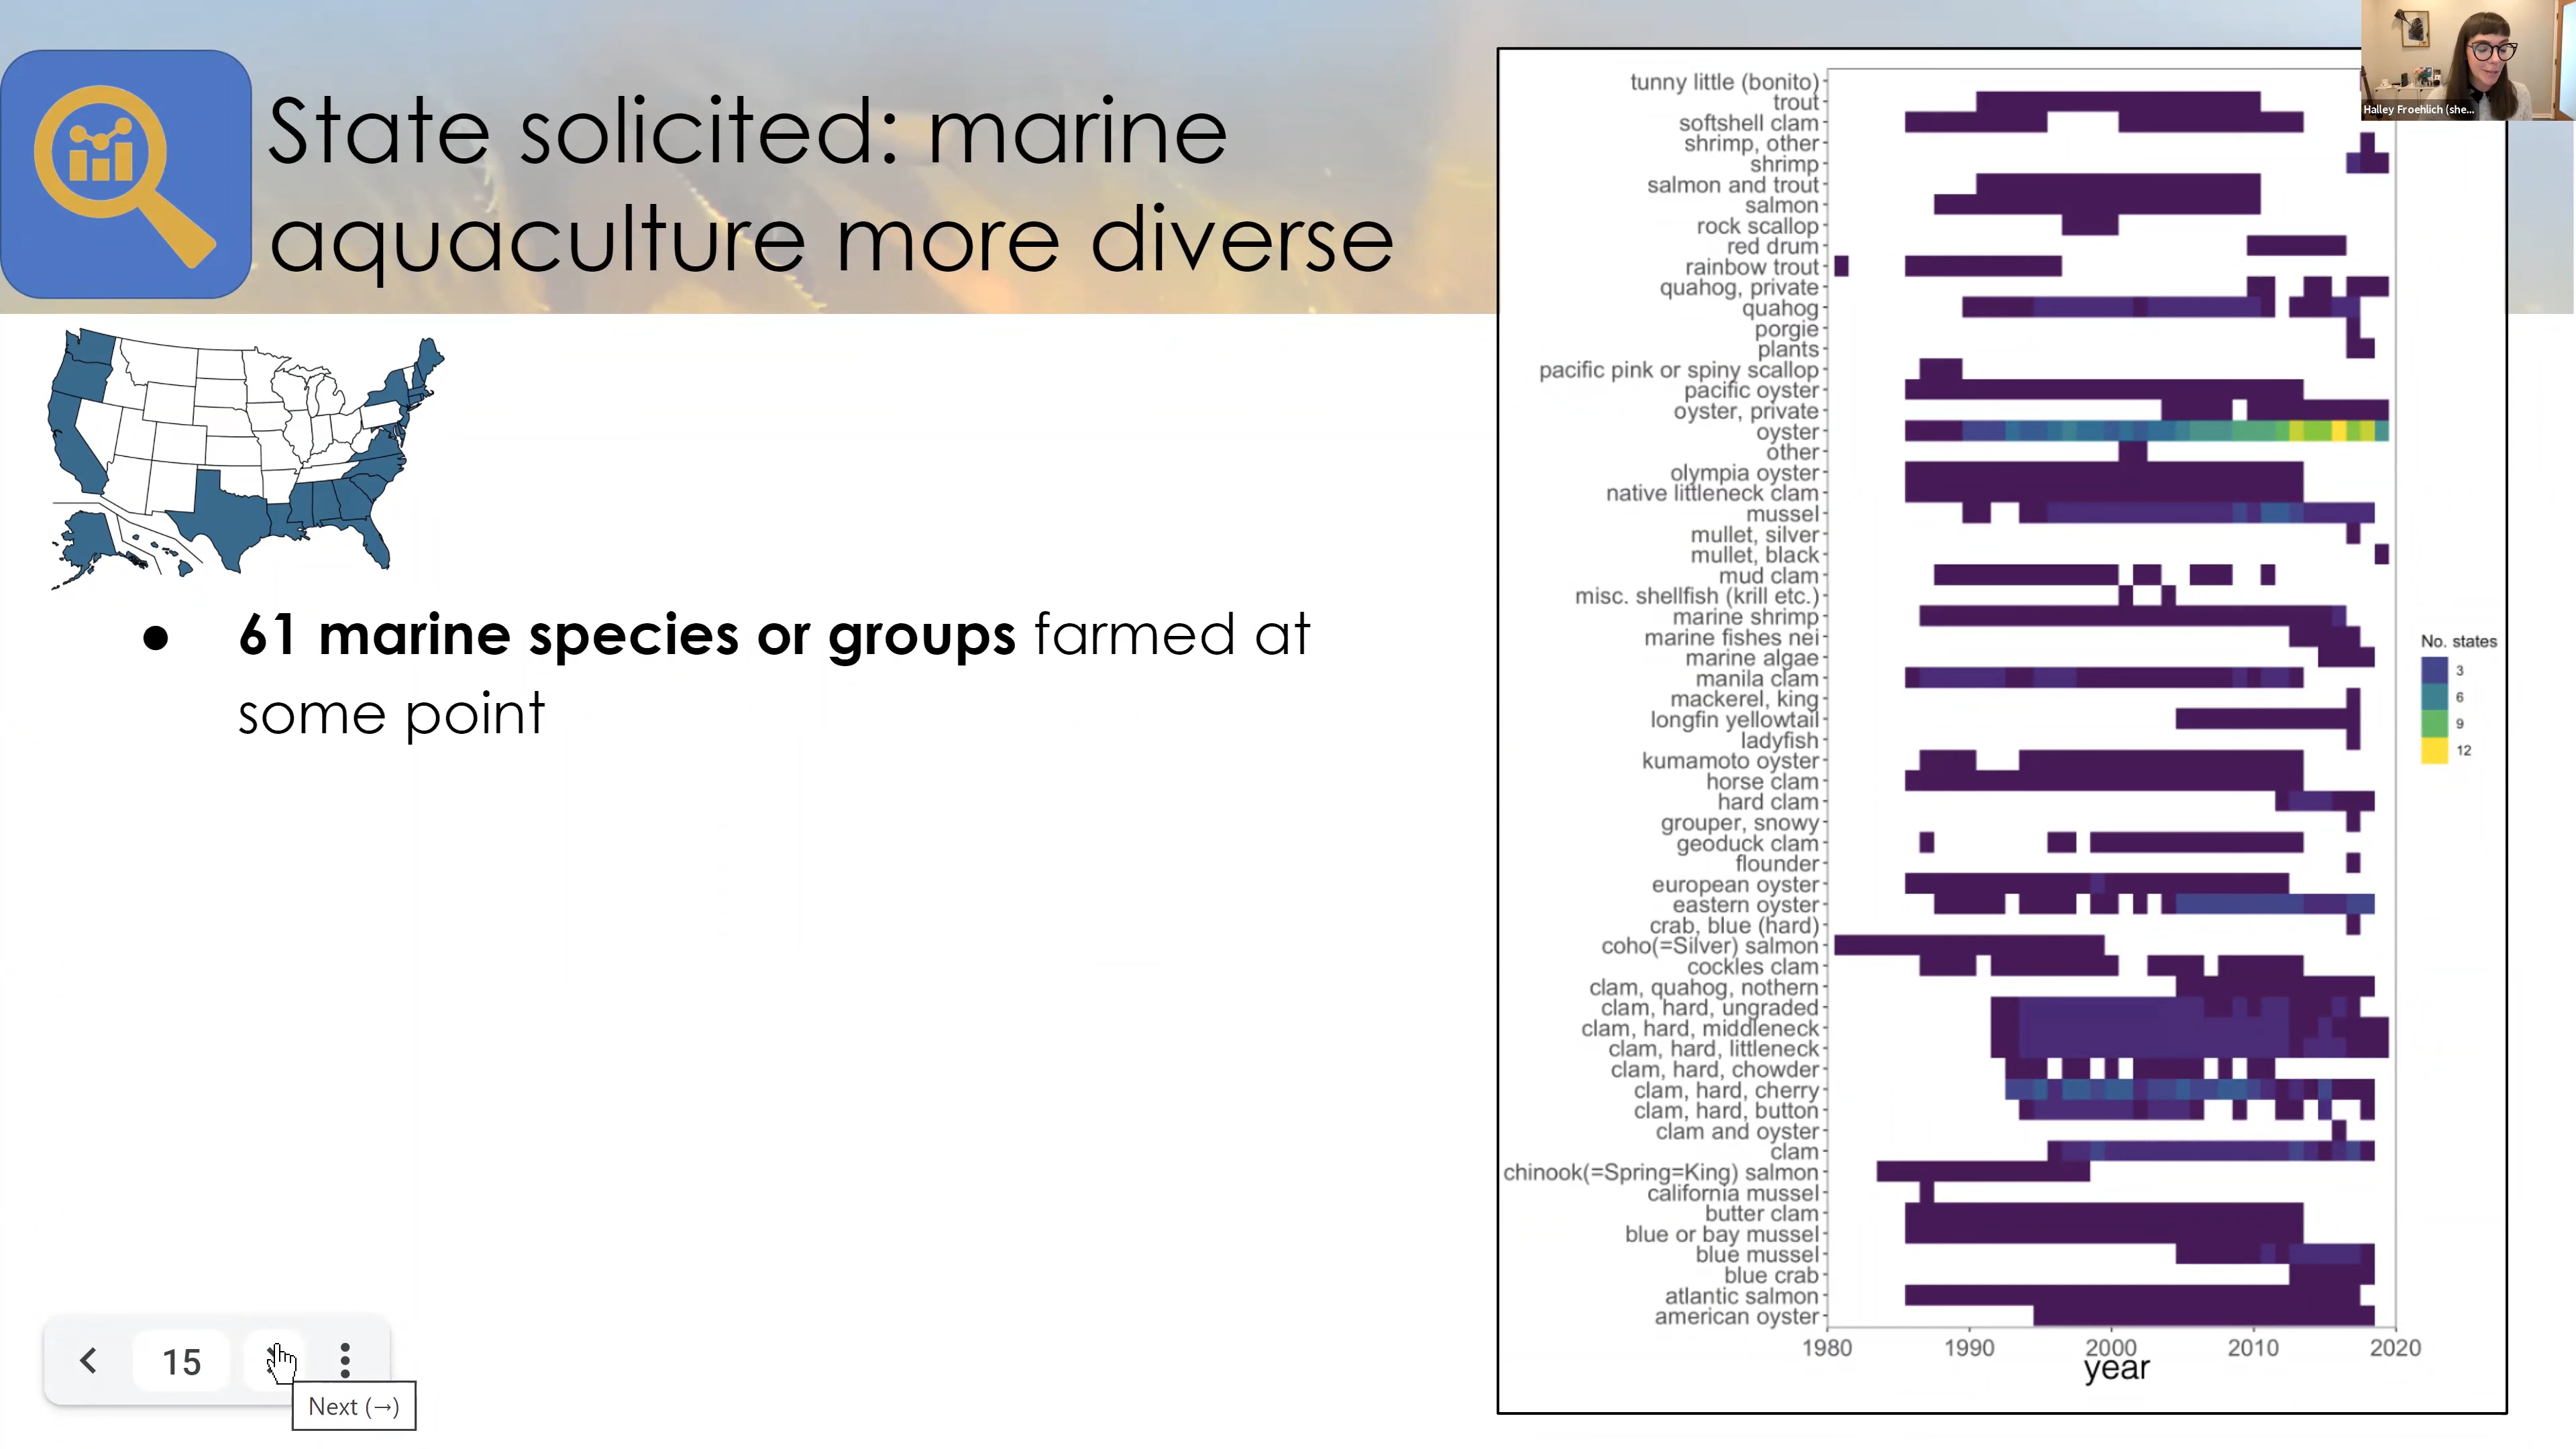 State solicited: marine
aquaculture more diverse
Halley Froehlich (she...
61 marine species or groups farmed at
some point
15
Next (→)
tunny little (bonito)
trout
softshell clam
shrimp, other
shrimp
salmon and trout
salmon
rock scallop
red drum
rainbow trout
quahog, private
quahog
porgie
plants
pacific pink or spiny scallop
pacific oyster
oyster, private
oyster
other
olympia oyster
native littleneck clam
mussel
mullet, silver
mullet, black
mud clam
misc. shellfish (krill etc.)
marine shrimp
marine fishes nei
marine algae
manila clam
mackerel, king
longfin yellowtail
ladyfish
kumamoto oyster
horse clam
hard clam
grouper, snowy
geoduck clam
flounder
european oyster
eastern oyster
crab, blue (hard)
coho(=Silver) salmon
cockles clam
clam, quahog, nothern
clam, hard, ungraded
clam, hard, middleneck
clam, hard, littleneck
clam, hard, chowder
clam, hard, cherry
clam, hard, button
clam and oyster
clam
chinook(=Spring=King) salmon
california mussel
butter clam
blue or bay mussel
blue mussel
blue crab
atlantic salmon
american oyster
1980 1990 2000 2010 2020
year
No. states
3
6
9
12